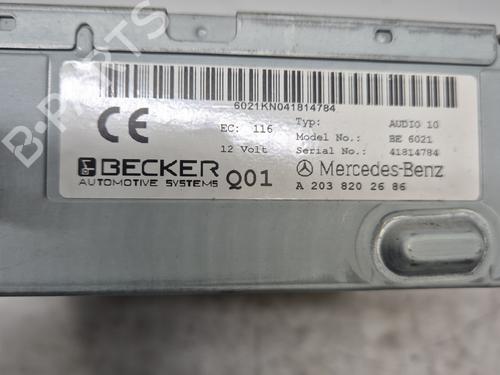 6021KN041814784
CE
EC: 116
Typ: AUDIO 10
Model No.: BE 6021
12 Volt
Serial No.: 41814784
BECKER
AUTOMOTIVE SYSTEMS
Q01
Mercedes-Benz
A 203 820 26 86
B-PARTS